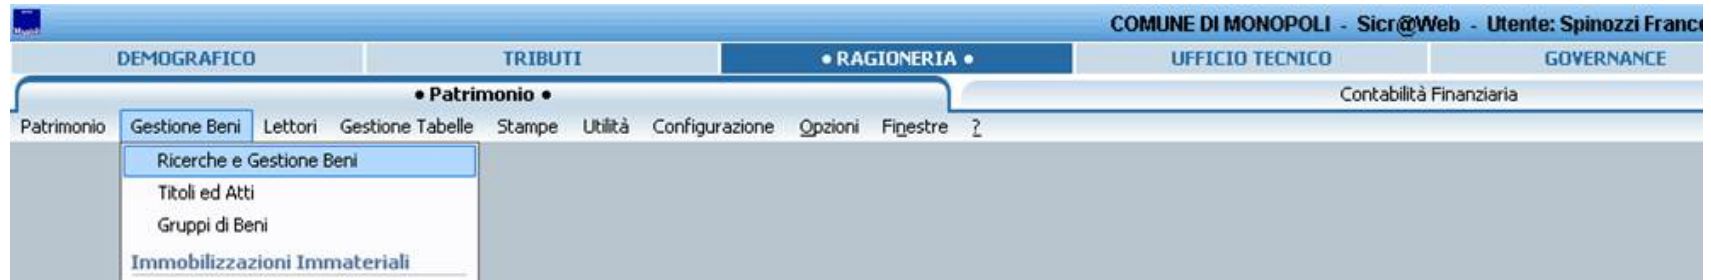 COMUNE DI MONOPOLI - Sicr@Web - Utente: Spinozzi Franc
DEMOGRAFICO TRIBUTI • RAGIONERIA • UFFICIO TECNICO GOVERNANCE
• Patrimonio • Contabilità Finanziaria
Patrimonio Gestione Beni Lettori Gestione Tabelle Stampe Utilità Configurazione Opzioni Finestre ?
Ricerche e Gestione Beni
Titoli ed Atti
Gruppi di Beni
Immobilizzazioni Immateriali